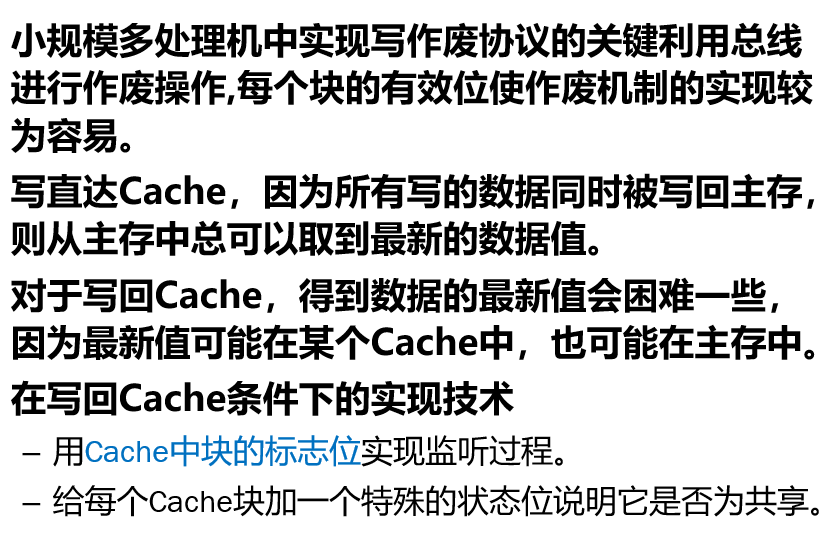 小规模多处理机中实现写作废协议的关键利用总线
进行作废操作,每个块的有效位使作废机制的实现较
为容易。
写直达Cache，因为所有写的数据同时被写回主存，
则从主存中总可以取到最新的数据值。
对于写回Cache，得到数据的最新值会困难一些，
因为最新值可能在某个Cache中，也可能在主存中。
在写回Cache条件下的实现技术
– 用Cache中块的标志位实现监听过程。
– 给每个Cache块加一个特殊的状态位说明它是否为共享。